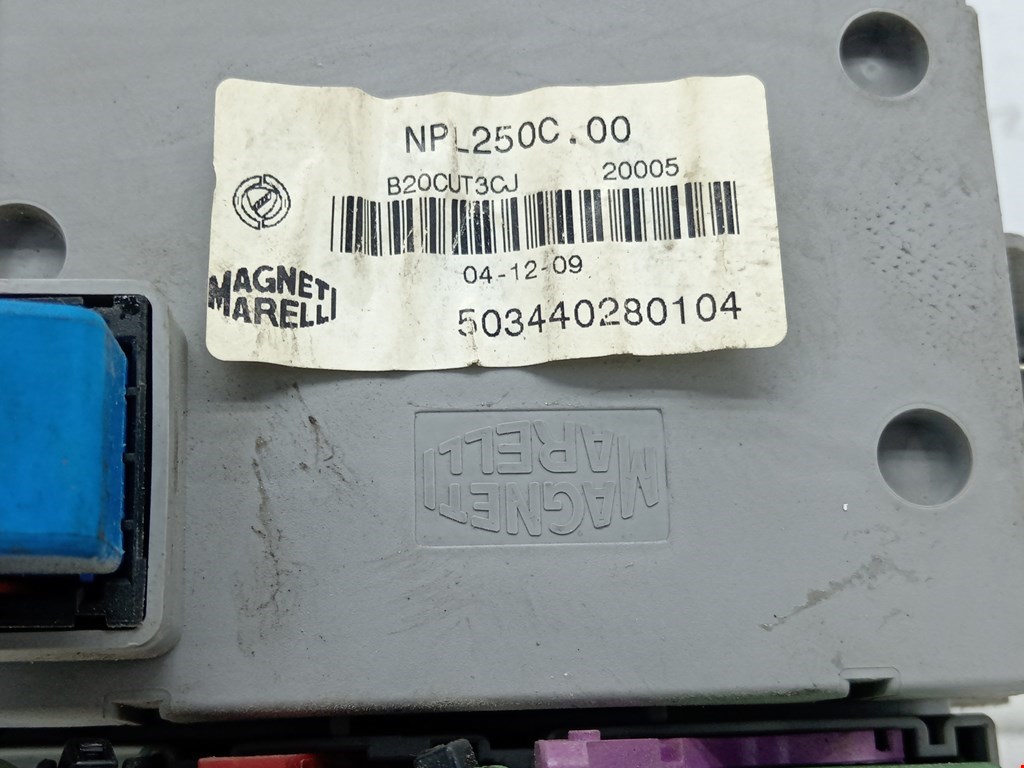 NPL250C.00
B20CUT3CJ 20005
04-12-09
MAGNETI
MARELLI
503440280104
MAGNETI
MARELLI